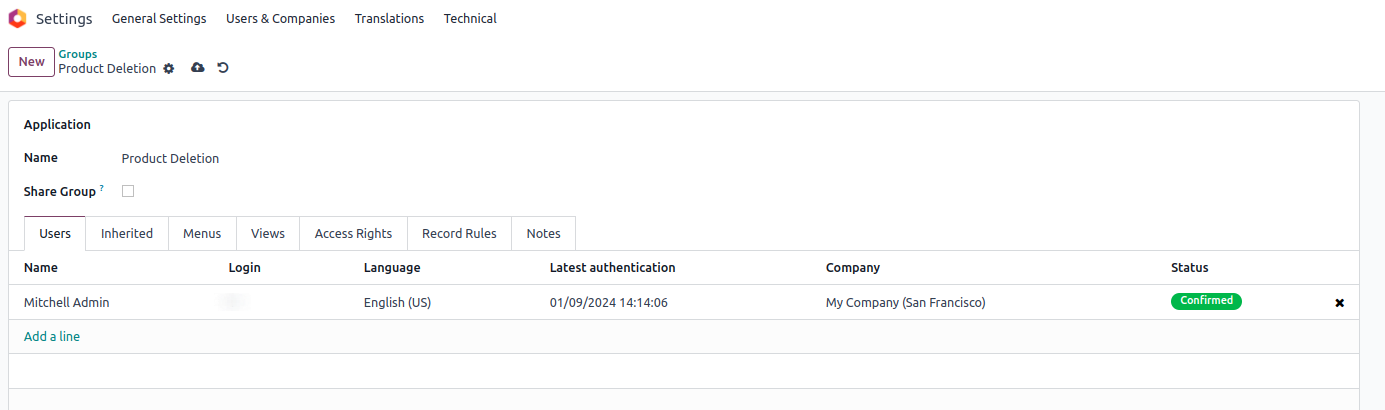 Settings General Settings Users & Companies Translations Technical
New
Groups
Product Deletion
Application
Name Product Deletion
Share Group ?
Users Inherited Menus Views Access Rights Record Rules Notes
Name Login Language Latest authentication Company Status
Mitchell Admin English (US) 01/09/2024 14:14:06 My Company (San Francisco) Confirmed
Add a line